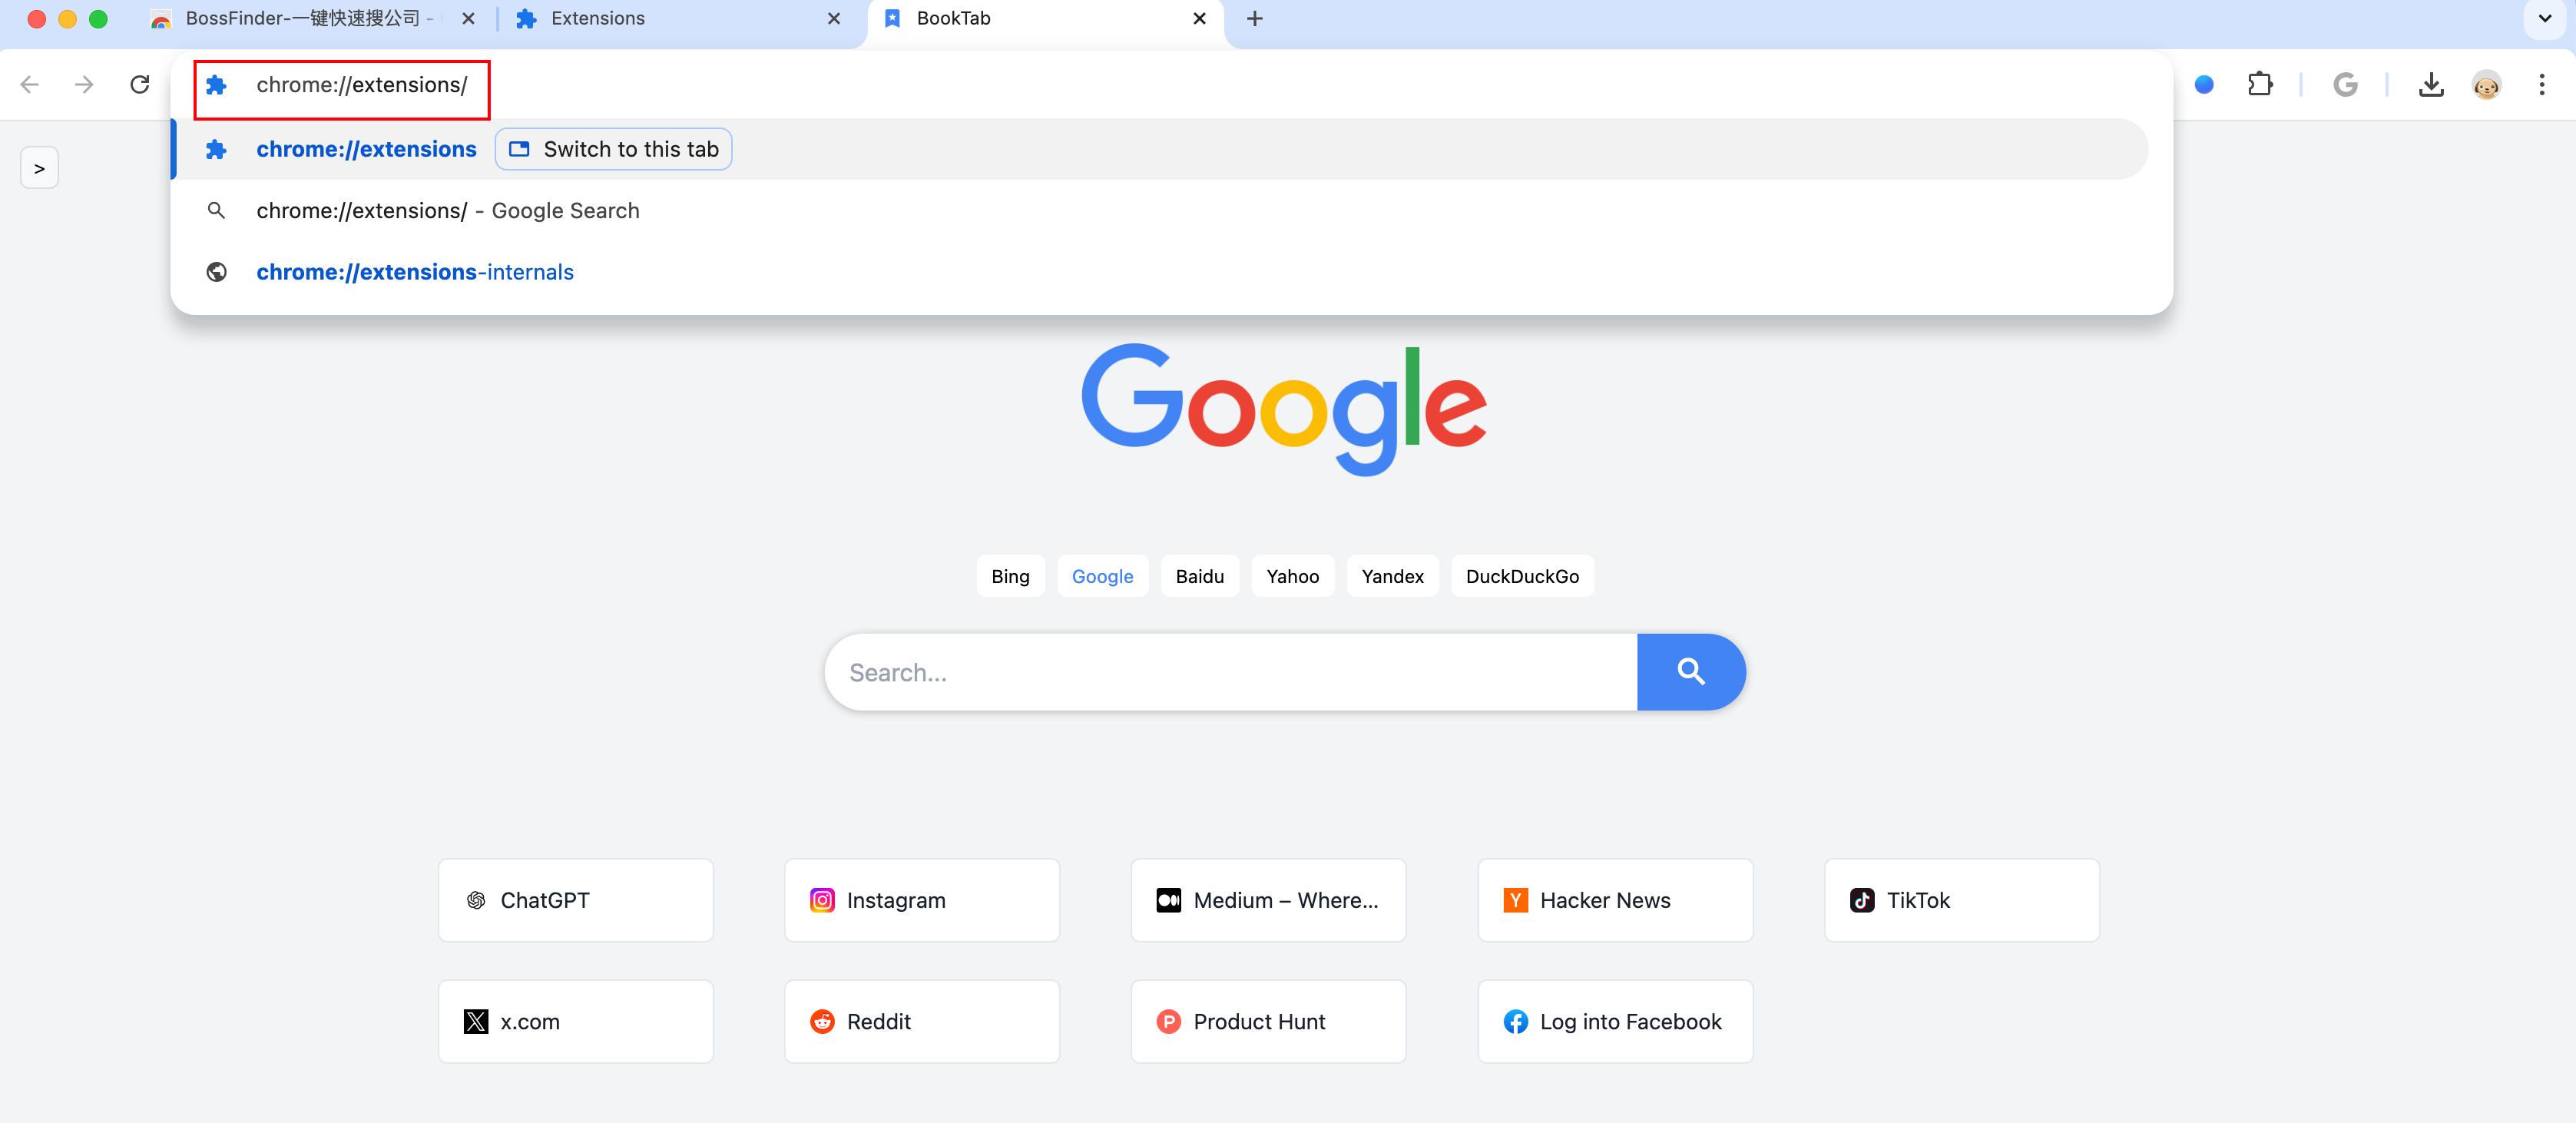 BossFinder-一键快速搜公司 -
Extensions
BookTab
chrome://extensions/
chrome://extensions Switch to this tab
chrome://extensions/ - Google Search
chrome://extensions-internals
>
Google
Bing Google Baidu Yahoo Yandex DuckDuckGo
Search...
ChatGPT Instagram Medium – Where... Hacker News TikTok
x.com Reddit Product Hunt Log into Facebook